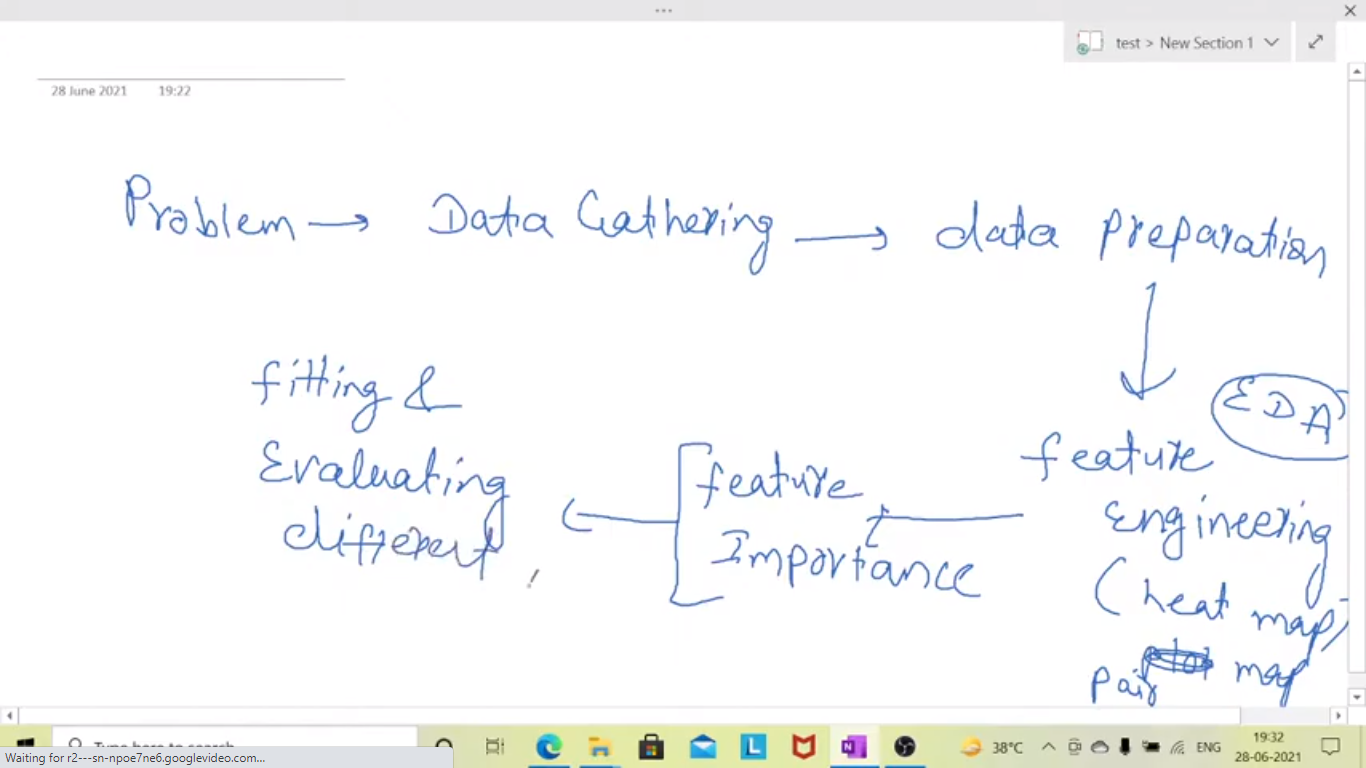 test > New Section 1
28 June 2021 19:22
Problem → Data Gathering → data preparation
EDA
feature
Engineering
(heat map,
pair map
feature
Importance
fitting &
Evaluating
different
Waiting for r2---sn-npoe7ne6.googlevideo.com...
38°C
ENG
19:32
28-06-2021